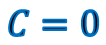 C = 0